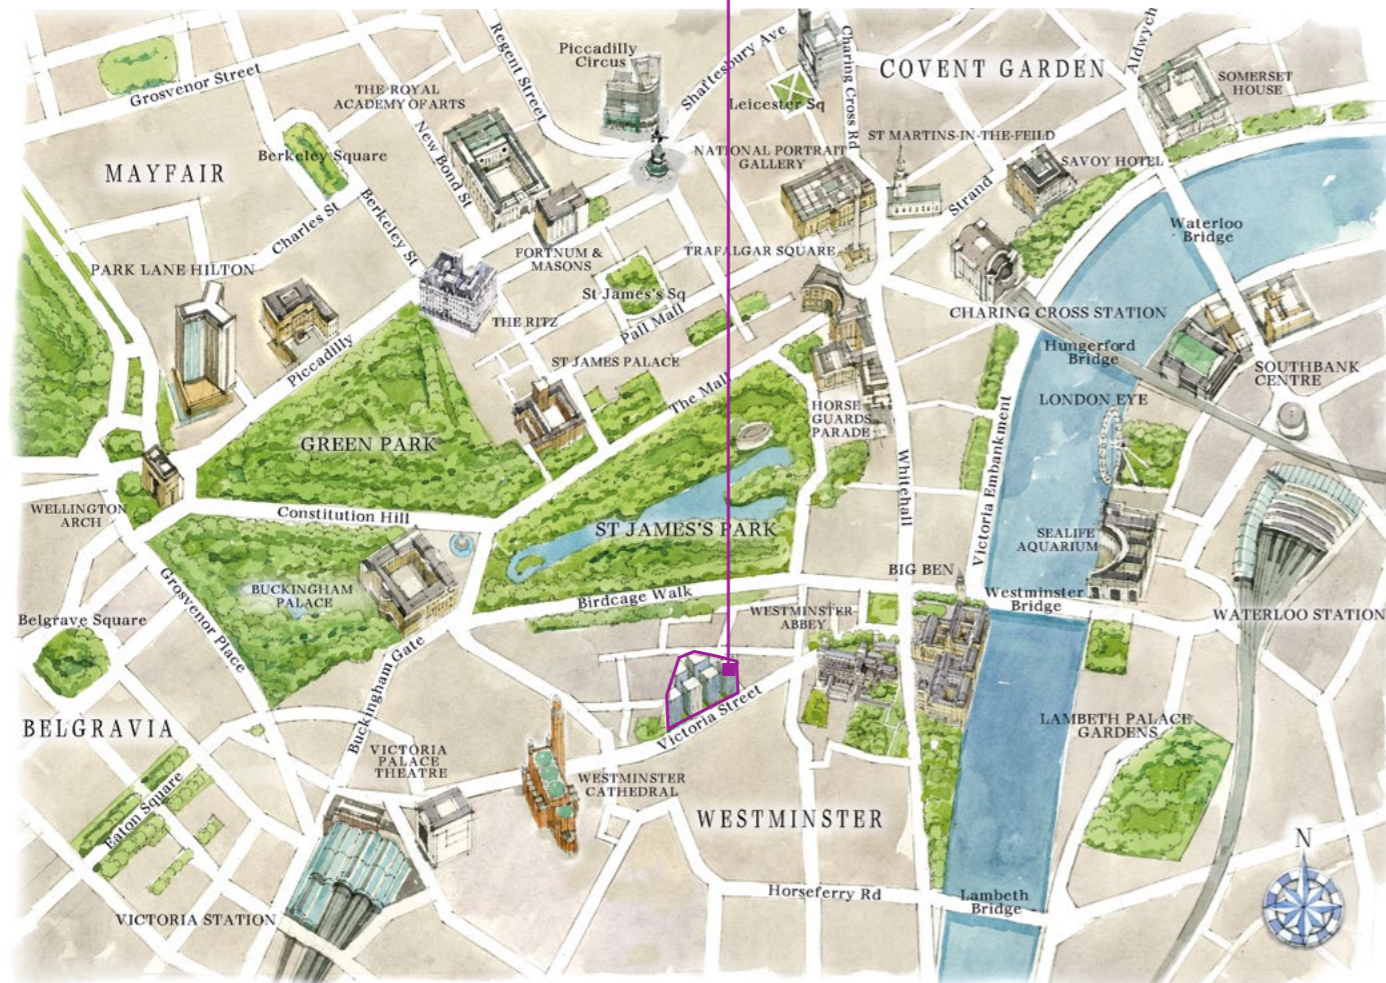 Piccadilly
Circus
Regent Street
Shaftesbury Ave
Charing Cross Rd
COVENT GARDEN
Aldwych
SOMERSET
HOUSE
Grosvenor Street
THE ROYAL
ACADEMY OF ARTS
Leicester Sq
ST MARTINS-IN-THE-FEILD
MAYFAIR
Berkeley Square
New Bond St
NATIONAL PORTRAIT
GALLERY
SAVOY HOTEL
Strand
Charles St
Berkeley St
Waterloo
Bridge
PARK LANE HILTON
FORTNUM &
MASONS
TRAFALGAR SQUARE
St James's Sq
THE RITZ
Pall Mall
CHARING CROSS STATION
Hungerford
Bridge
Piccadilly
ST JAMES PALACE
SOUTHBANK
CENTRE
The Mall
LONDON EYE
HORSE
GUARDS
PARADE
GREEN PARK
Whitehall
Victoria Embankment
WELLINGTON
ARCH
Constitution Hill
ST JAMES'S PARK
SEALIFE
AQUARIUM
BUCKINGHAM
PALACE
BIG BEN
Birdcage Walk
Westminster
Bridge
Belgrave Square
Grosvenor Place
WESTMINSTER
ABBEY
WATERLOO STATION
Buckingham Gate
BELGRAVIA
Victoria Street
LAMBETH PALACE
GARDENS
VICTORIA
PALACE
THEATRE
WESTMINSTER
CATHEDRAL
Eaton Square
WESTMINSTER
N
VICTORIA STATION
Horseferry Rd
Lambeth
Bridge